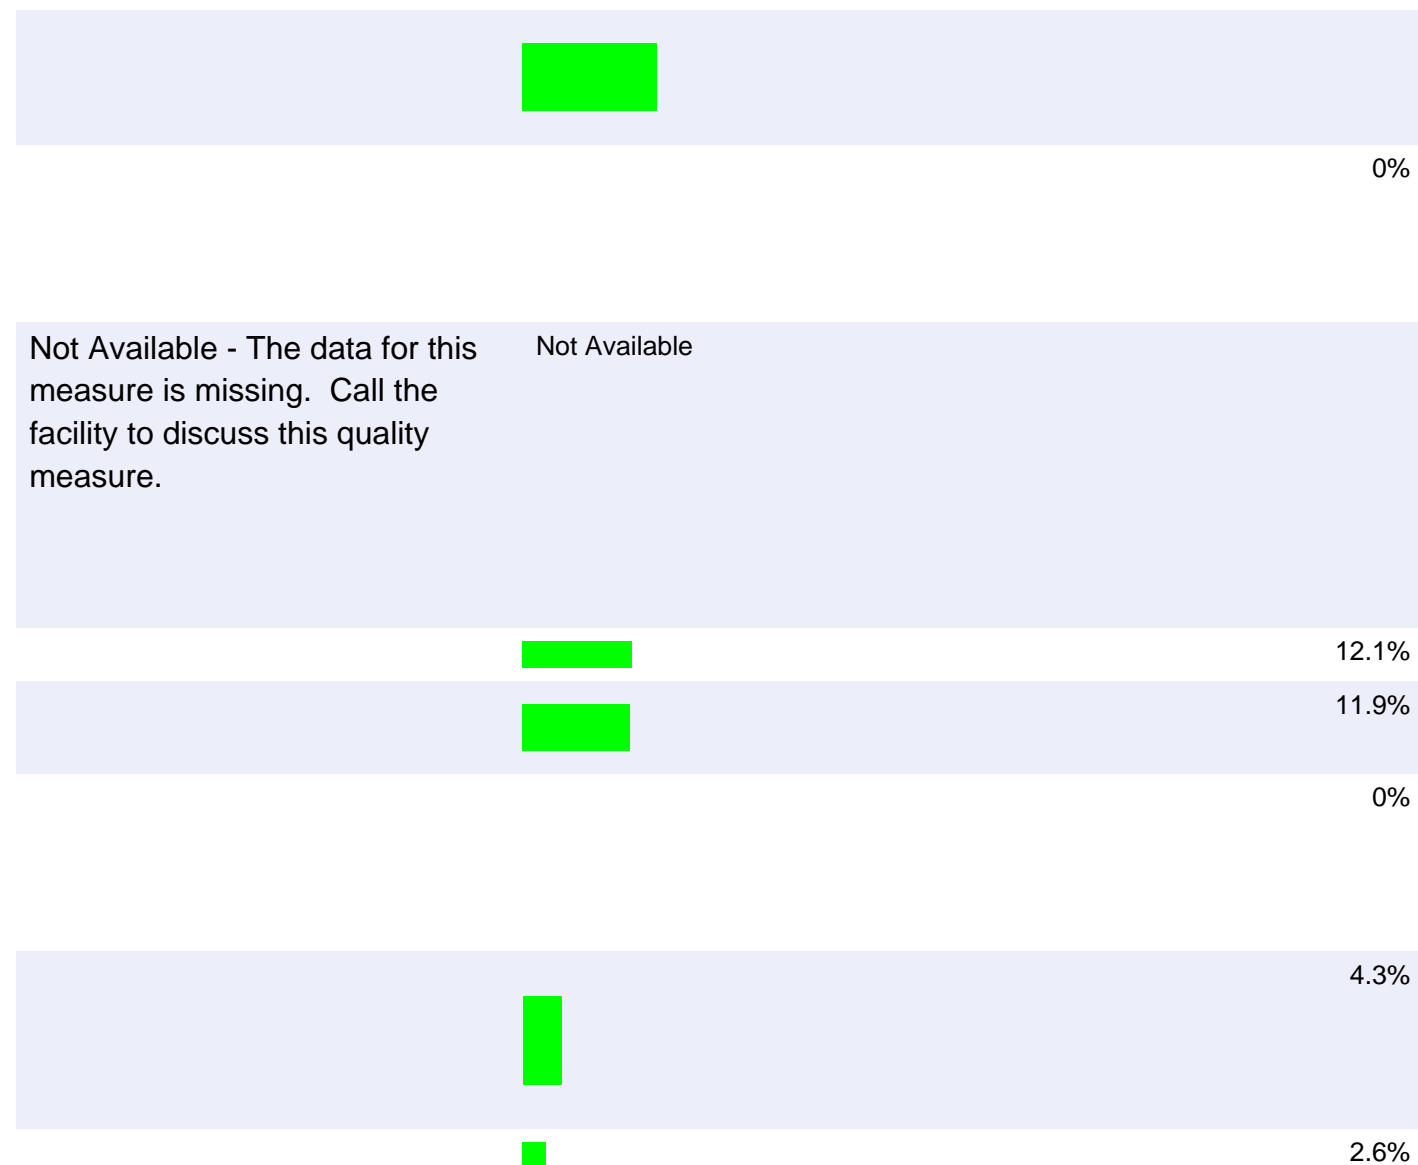 0%
Not Available - The data for this
Not Available
measure is missing.  Call the
facility to discuss this quality
measure.
12.1%
11.9%
0%
4.3%
2.6%